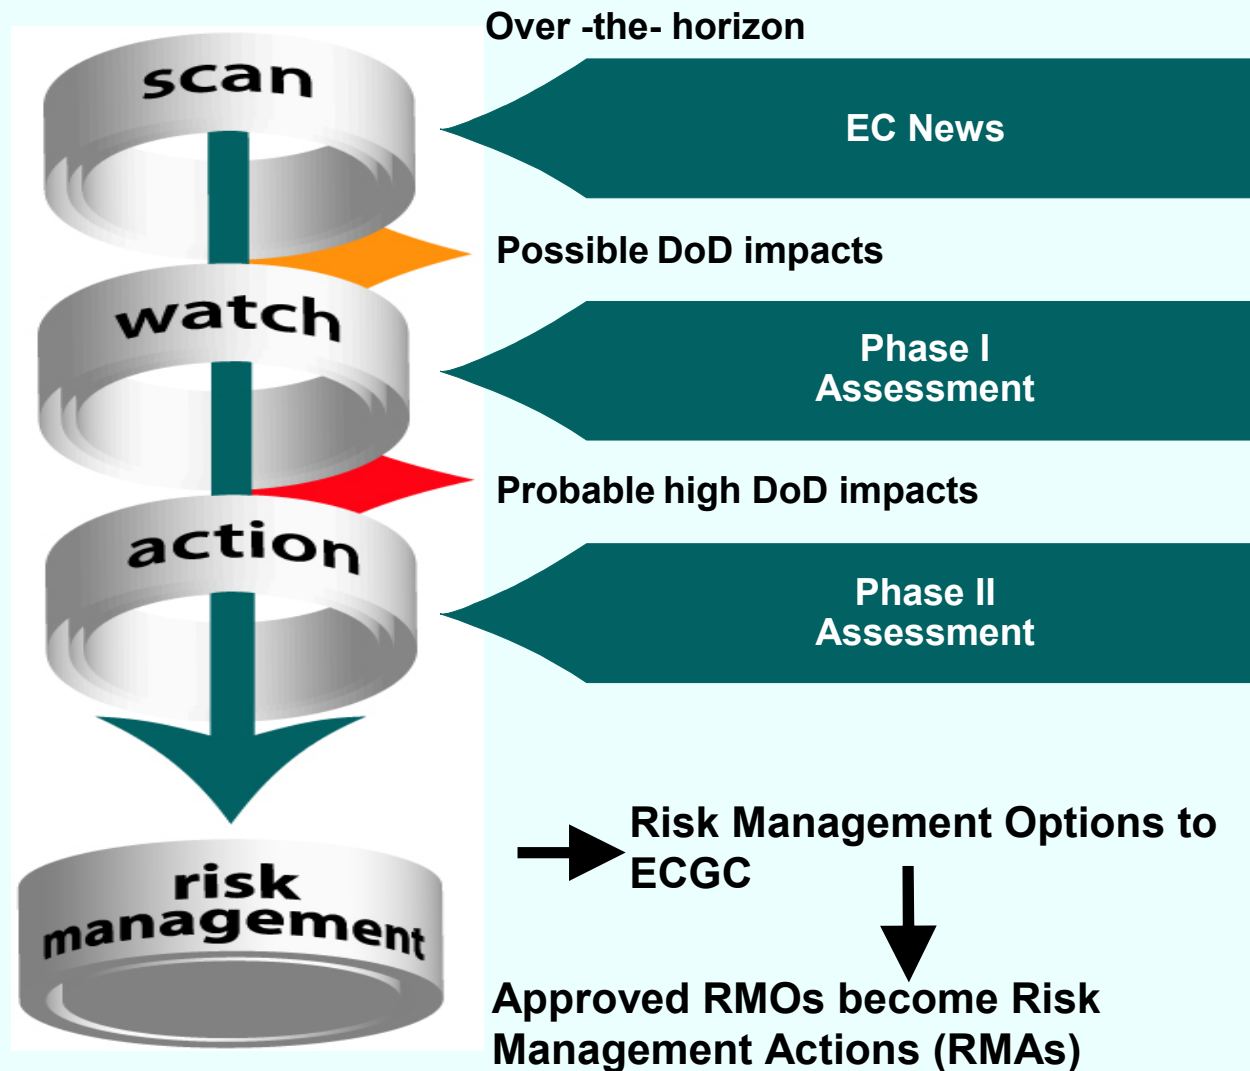 Over -the- horizon
scan
EC News
Possible DoD impacts
watch
Phase I
Assessment
Probable high DoD impacts
action
Phase II
Assessment
Risk Management Options to
ECGC
risk
management
Approved RMOs become Risk
Management Actions (RMAs)